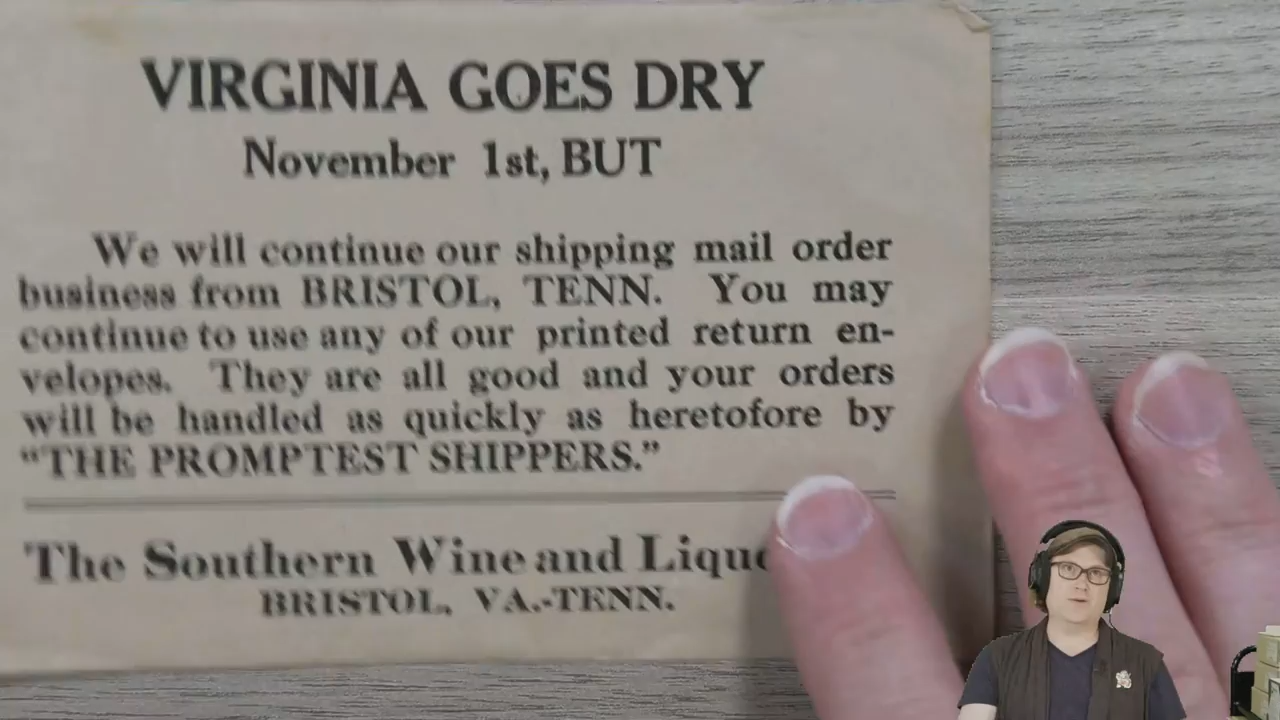 VIRGINIA GOES DRY
November 1st, BUT
We will continue our shipping mail order
business from BRISTOL, TENN. You may
continue to use any of our printed return en-
velopes. They are all good and your orders
will be handled as quickly as heretofore by
“THE PROMPTEST SHIPPERS.”
The Southern Wine and
BRISTOL, VA.-TENN.